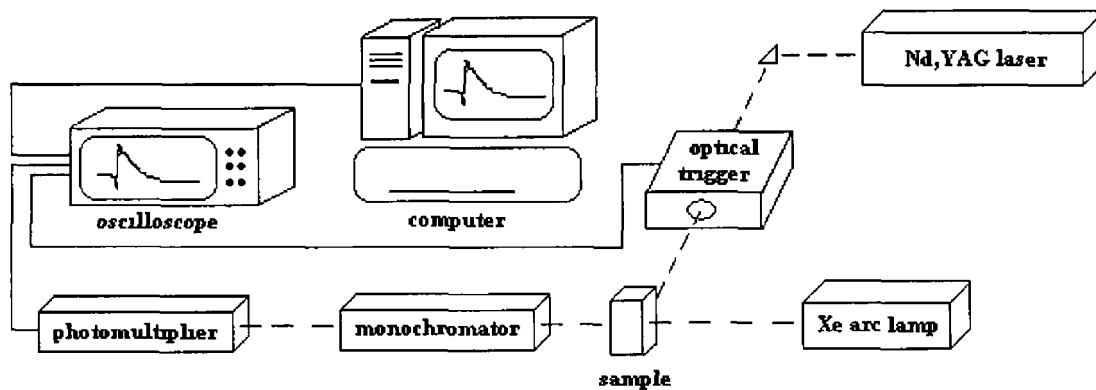 Nd,YAG laser
optical
trigger
oscilloscope
computer
photomultiplier
monochromator
Xe arc lamp
sample